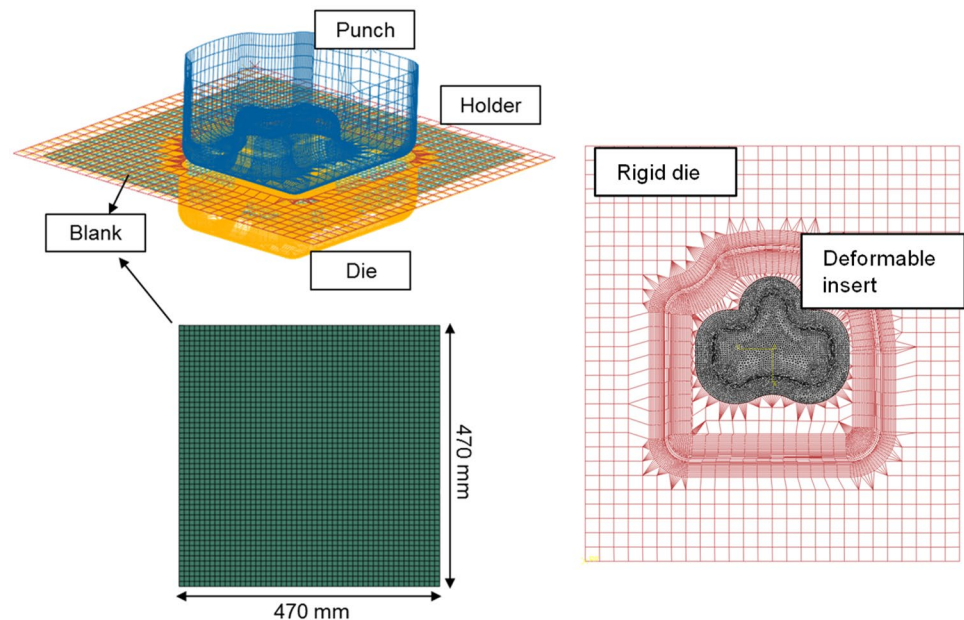 Punch
Holder
Blank
Die
470 mm
470 mm
Rigid die
Deformable
insert